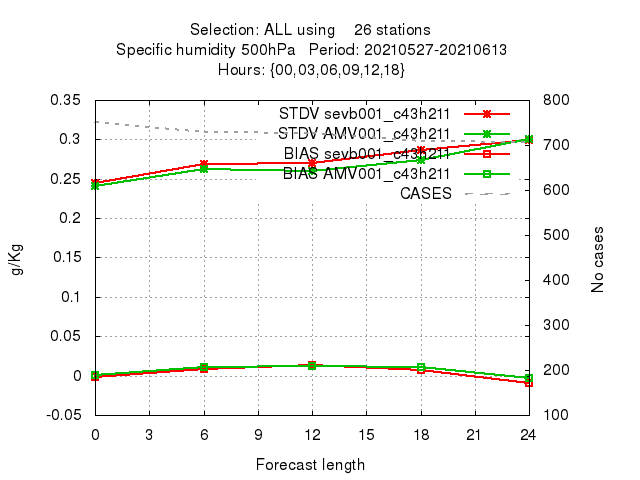 Selection: ALL using    26 stations
Specific humidity 500hPa   Period: 20210527-20210613
Hours: {00,03,06,09,12,18}
0.35
0.3
0.25
0.2
0.15
0.1
0.05
0
-0.05
g/Kg
STDV sevb001_c43h211
STDV AMV001_c43h211
BIAS sevb001_c43h211
BIAS AMV001_c43h211
CASES
800
700
600
500
400
300
200
100
No cases
0 3 6 9 12 15 18 21 24
Forecast length